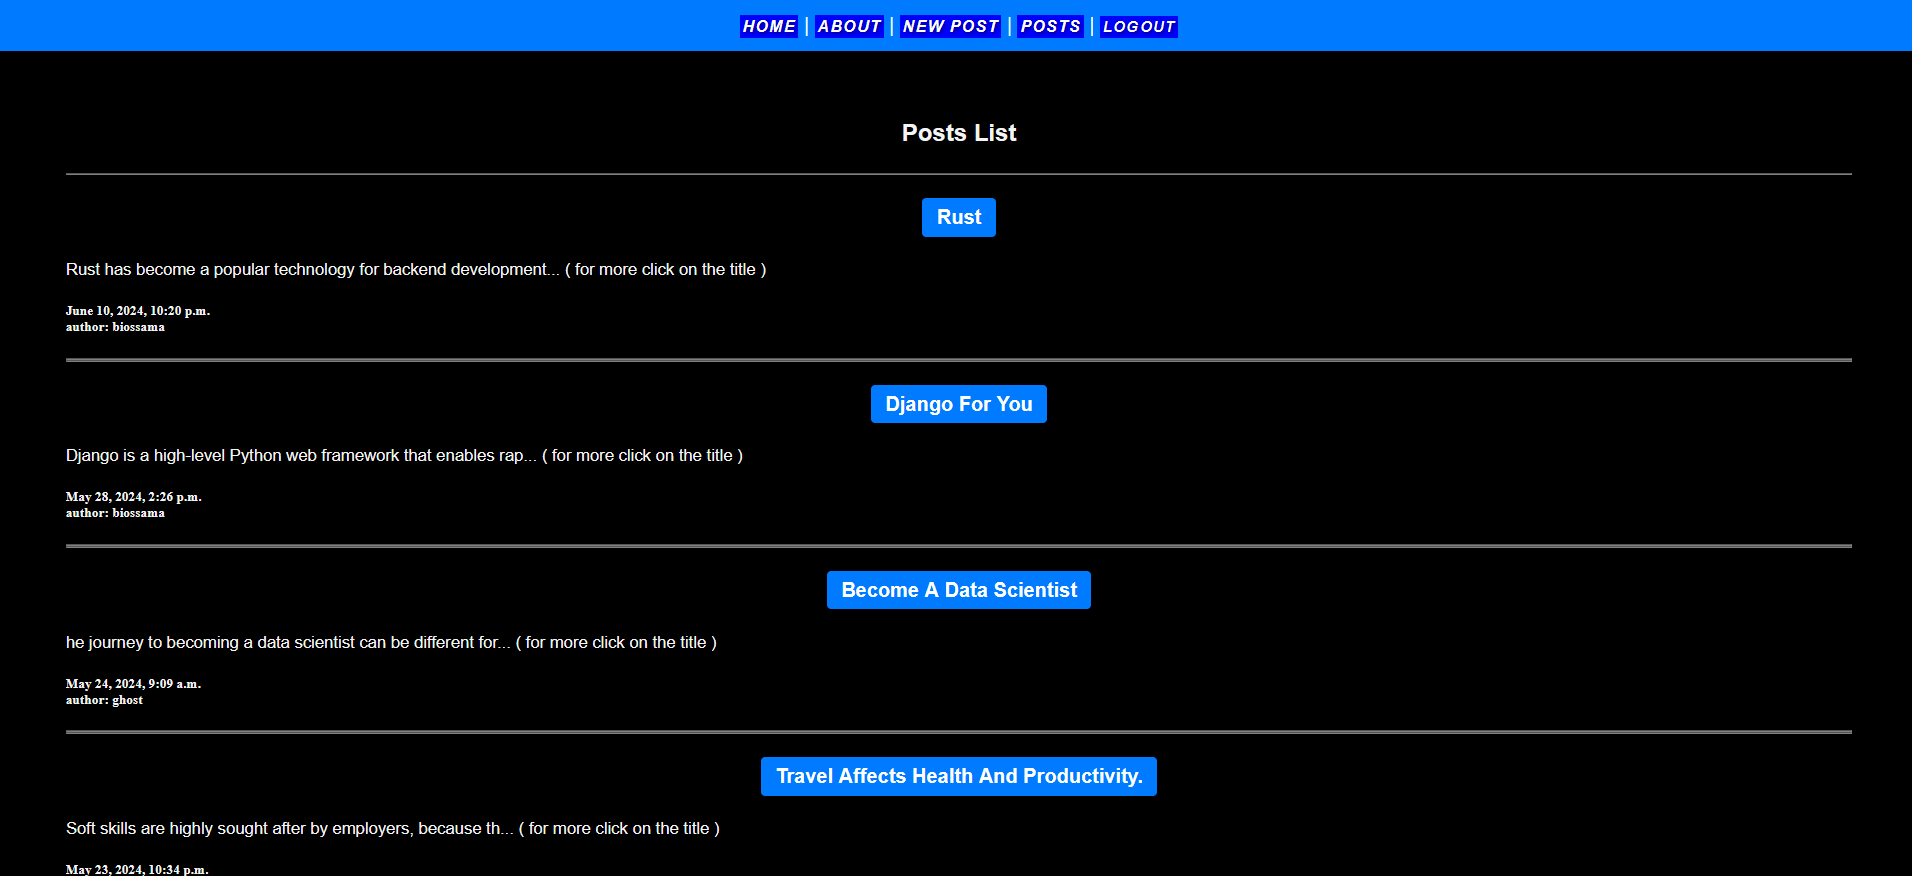 HOME | ABOUT | NEW POST | POSTS | LOGOUT
Posts List
Rust
Rust has become a popular technology for backend development... ( for more click on the title )
June 10, 2024, 10:20 p.m.
author: biossama
Django For You
Django is a high-level Python web framework that enables rap... ( for more click on the title )
May 28, 2024, 2:26 p.m.
author: biossama
Become A Data Scientist
he journey to becoming a data scientist can be different for... ( for more click on the title )
May 24, 2024, 9:09 a.m.
author: ghost
Travel Affects Health And Productivity.
Soft skills are highly sought after by employers, because th... ( for more click on the title )
May 23, 2024, 10:34 p.m.